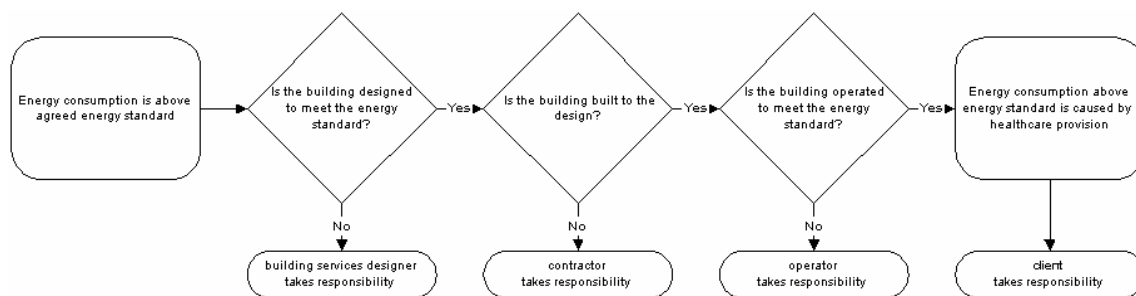 Energy consumption is above
agreed energy standard
Is the building designed
to meet the energy
standard?
Yes
Is the building built to the
design?
Yes
Is the building operated
to meet the energy
standard?
Yes
Energy consumption above
energy standard is caused by
healthcare provision
No
No
No
building services designer
takes responsibility
contractor
takes responsibility
operator
takes responsibility
client
takes responsibility